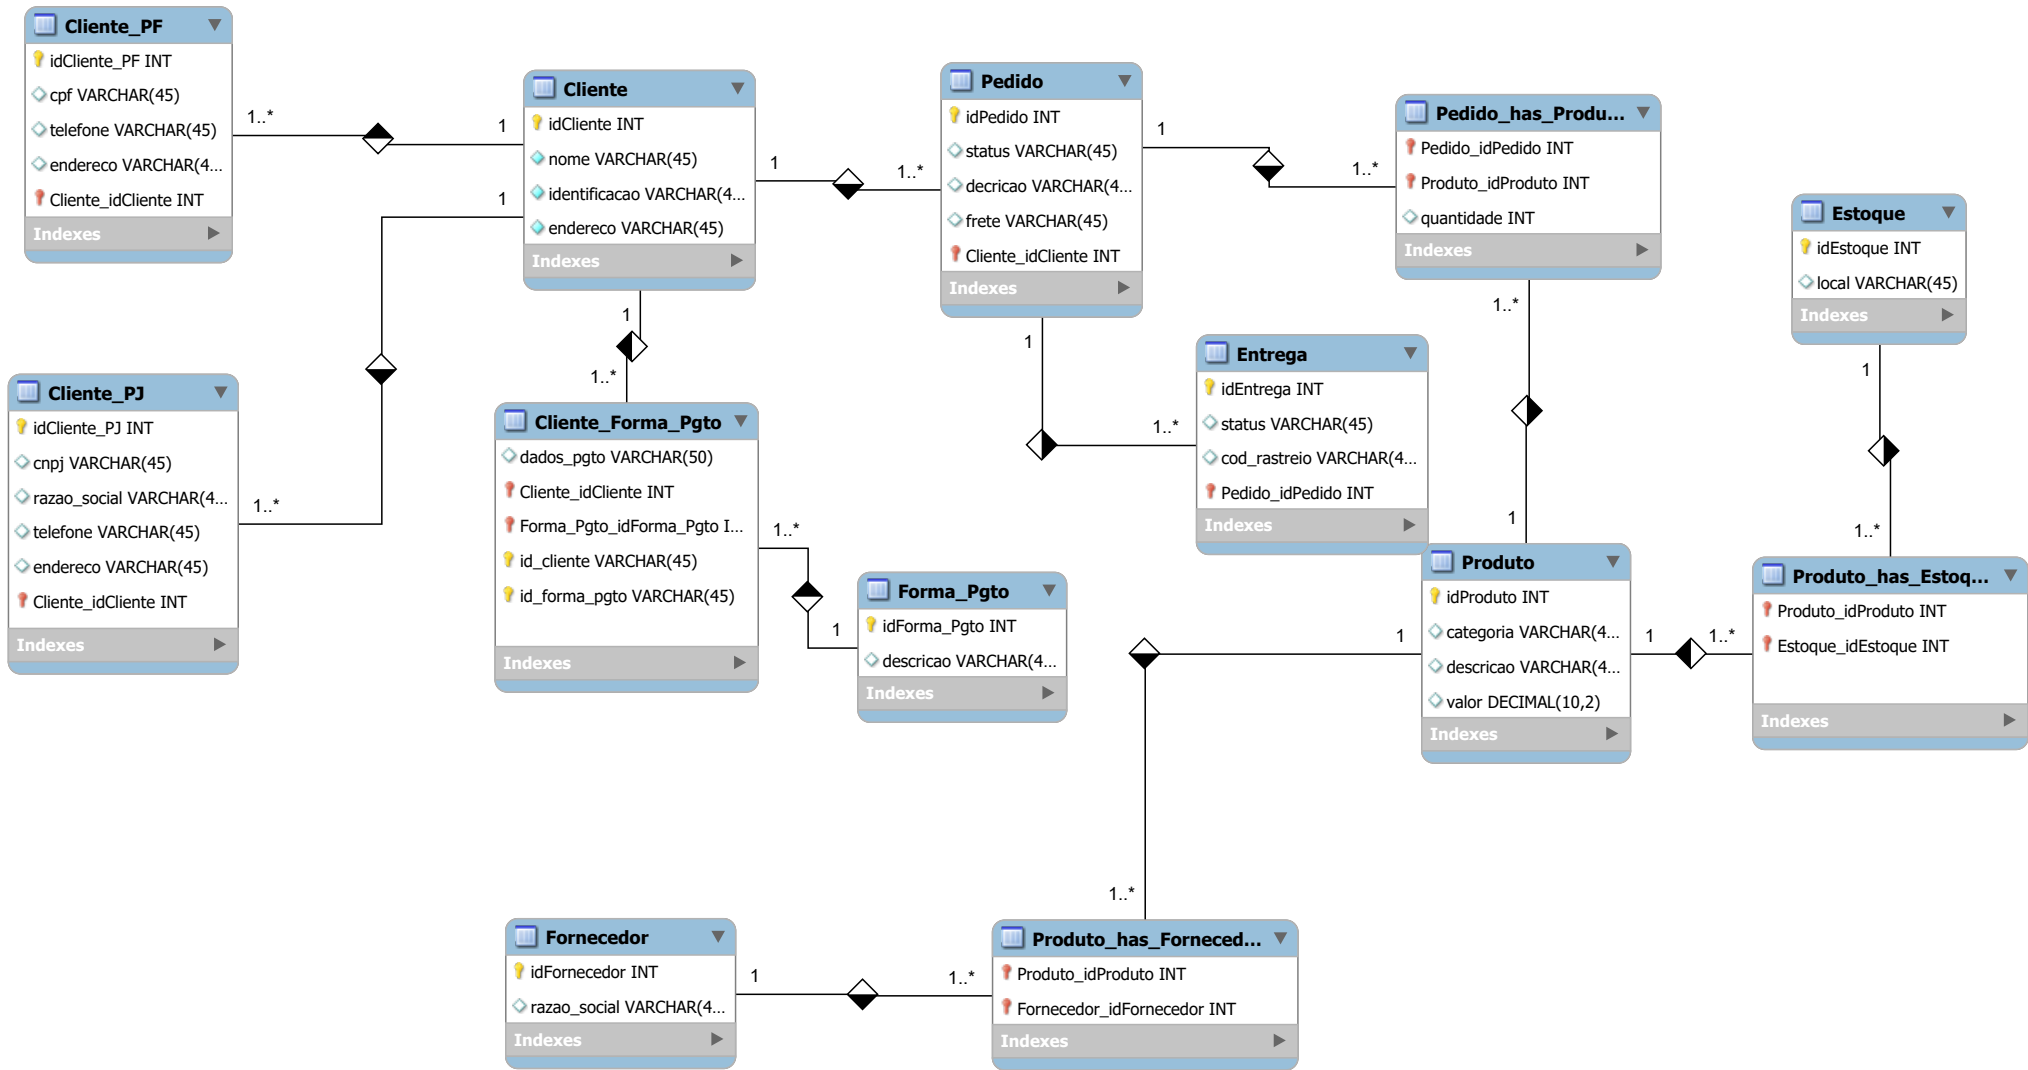 Cliente_PF
idCliente_PF INT
cpf VARCHAR(45)
telefone VARCHAR(45)
endereco VARCHAR(4...
Cliente_idCliente INT
Indexes
1..*
1
Cliente
idCliente INT
nome VARCHAR(45)
identificacao VARCHAR(4...
endereco VARCHAR(45)
Indexes
1
1..*
Pedido
idPedido INT
status VARCHAR(45)
decricao VARCHAR(4...
frete VARCHAR(45)
Cliente_idCliente INT
Indexes
1
1..*
Pedido_has_Produ...
Pedido_idPedido INT
Produto_idProduto INT
quantidade INT
Indexes
Estoque
idEstoque INT
local VARCHAR(45)
Indexes
1
1
1..*
1
1..*
1
1..*
1
1..*
Cliente_PJ
idCliente_PJ INT
cnpj VARCHAR(45)
razao_social VARCHAR(4...
telefone VARCHAR(45)
endereco VARCHAR(45)
Cliente_idCliente INT
Indexes
1..*
Cliente_Forma_Pgto
dados_pgto VARCHAR(50)
Cliente_idCliente INT
Forma_Pgto_idForma_Pgto I...
id_cliente VARCHAR(45)
id_forma_pgto VARCHAR(45)
Indexes
1..*
1
Forma_Pgto
idForma_Pgto INT
descricao VARCHAR(4...
Indexes
Entrega
idEntrega INT
status VARCHAR(45)
cod_rastreio VARCHAR(4...
Pedido_idPedido INT
Indexes
1
Produto
idProduto INT
categoria VARCHAR(4...
descricao VARCHAR(4...
valor DECIMAL(10,2)
Indexes
1
1..*
Produto_has_Estoq...
Produto_idProduto INT
Estoque_idEstoque INT
Indexes
1..*
Fornecedor
idFornecedor INT
razao_social VARCHAR(4...
Indexes
1
1..*
Produto_has_Forneced...
Produto_idProduto INT
Fornecedor_idFornecedor INT
Indexes